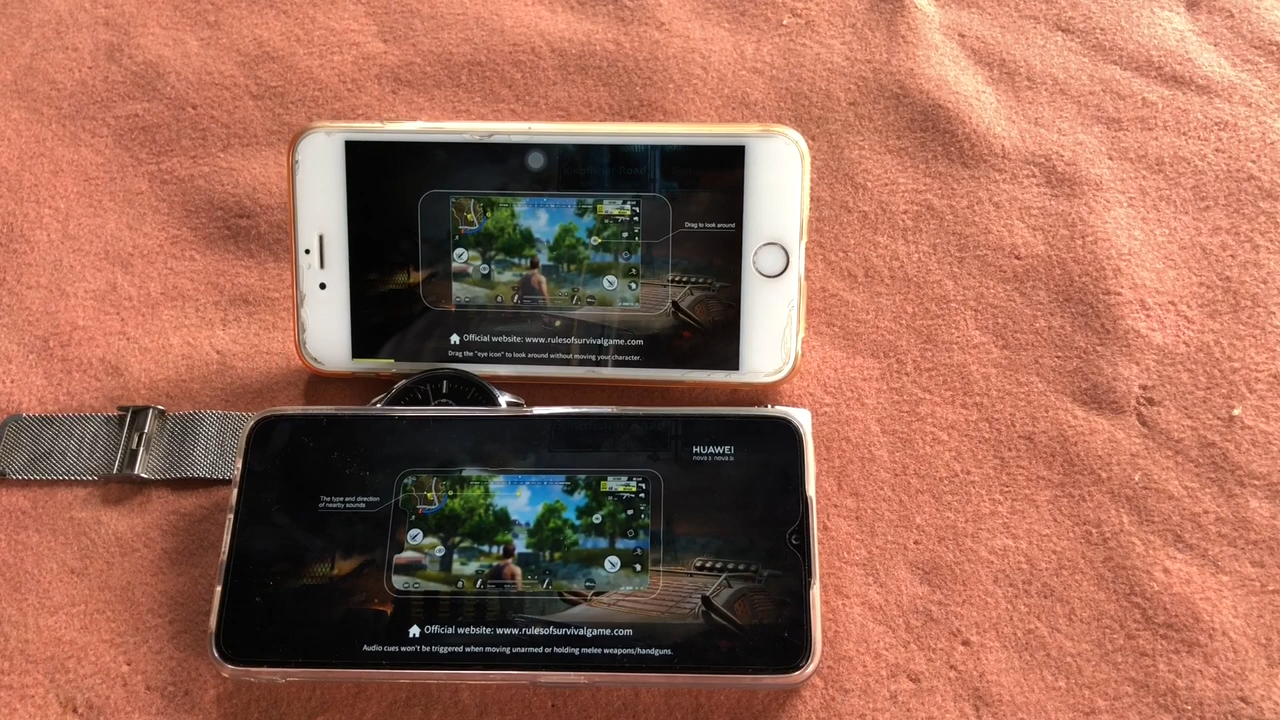 Drag to look around
Official website: www.rulesofsurvivalgame.com
Drag the "eye icon" to look around without moving your character.
HUAWEI
nova 3 nova 3i
The type and direction
of nearby sounds
Official website: www.rulesofsurvivalgame.com
Audio cues won't be triggered when moving unarmed or holding melee weapons/handguns.